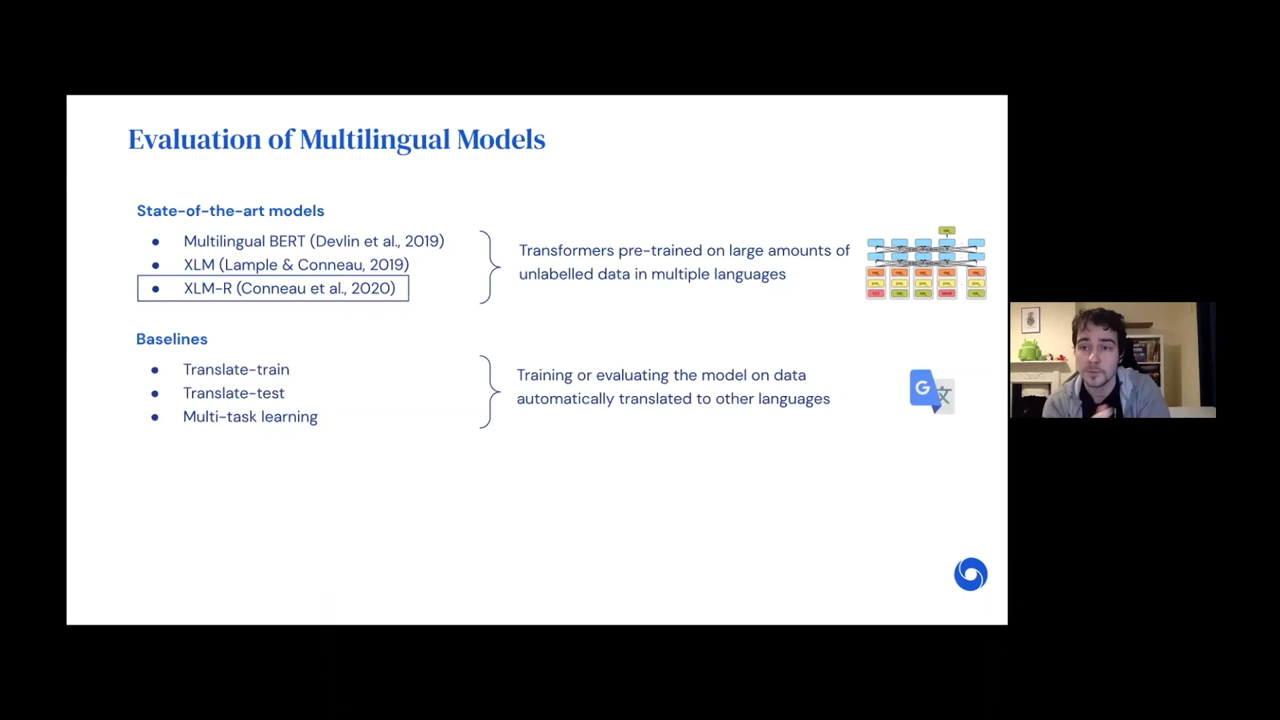 Evaluation of Multilingual Models
State-of-the-art models
● Multilingual BERT (Devlin et al., 2019)
● XLM (Lample & Conneau, 2019)
● XLM-R (Conneau et al., 2020)
Transformers pre-trained on large amounts of
unlabelled data in multiple languages
Baselines
● Translate-train
● Translate-test
● Multi-task learning
Training or evaluating the model on data
automatically translated to other languages
G 文